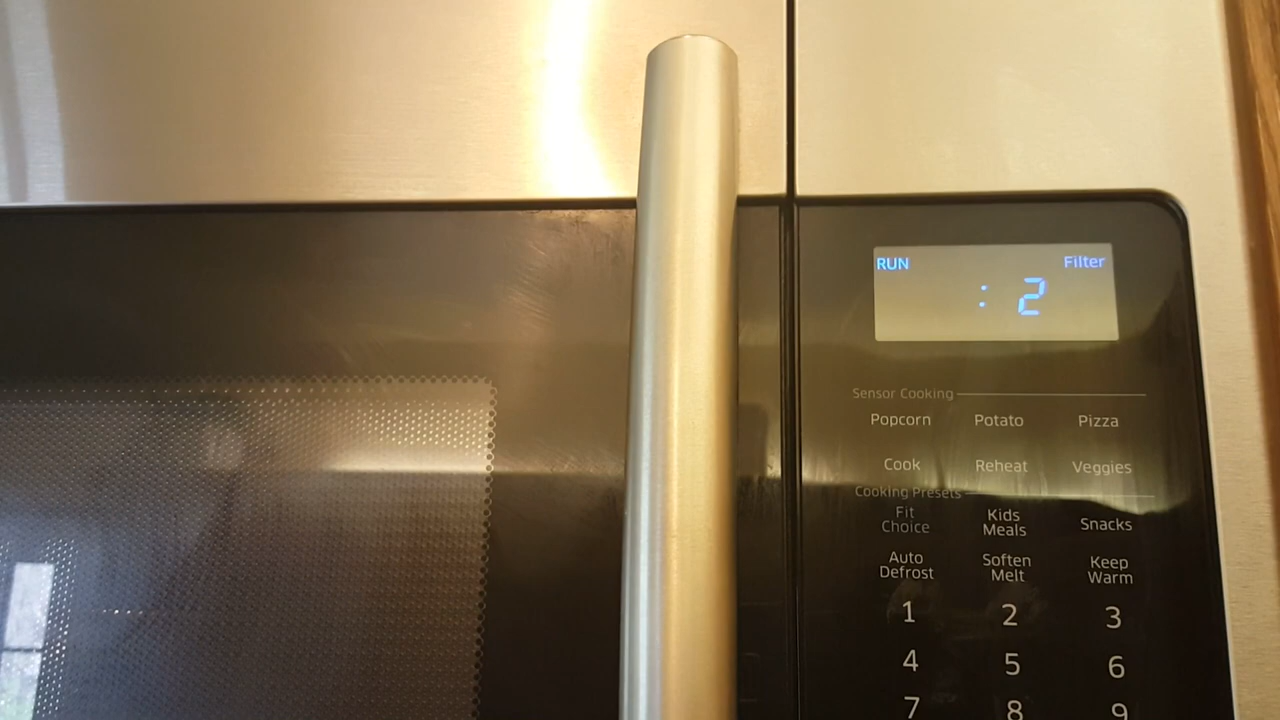 RUN Filter
: 2
Sensor Cooking
Popcorn Potato Pizza
Cook Reheat Veggies
Cooking Presets
Fit Choice Kids Meals Snacks
Auto Defrost Soften Melt Keep Warm
1 2 3
4 5 6
7 8 9